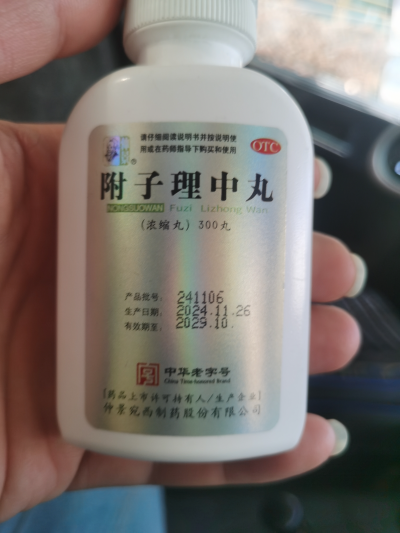 请仔细阅读说明书并按说明使
用或在药师指导下购买和使用
OTC
®
附子理中丸
NONGSUOWAN Fuzi Lizhong Wan
(浓缩丸) 300丸
产品批号: 241106
生产日期: 2024.11.26
有效期至: 2029.10.
中华老字号
China Time-honored Brand
[药品上市许可持有人/生产企业]
仲景宛西制药股份有限公司